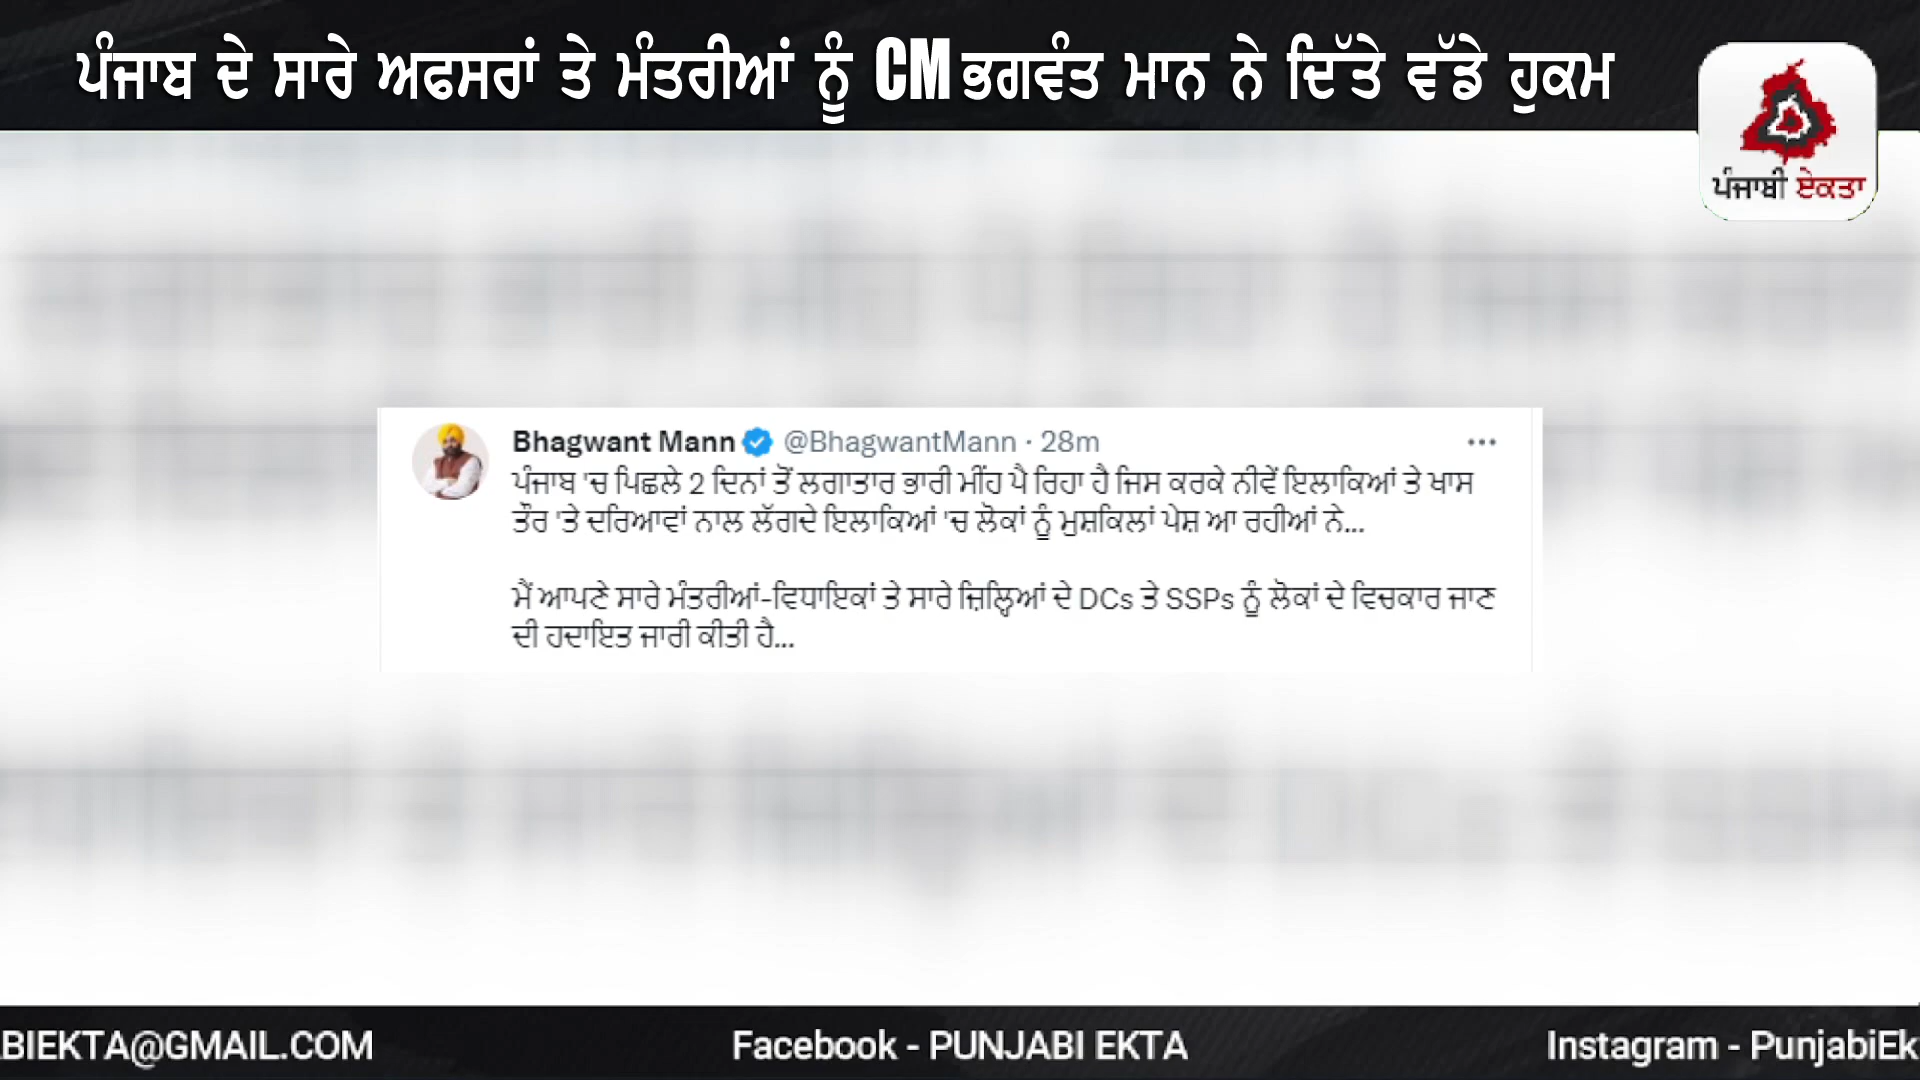 ਪੰਜਾਬ ਦੇ ਸਾਰੇ ਅਫਸਰਾਂ ਤੇ ਮੰਤਰੀਆਂ ਨੂੰ CM ਭਗਵੰਤ ਮਾਨ ਨੇ ਦਿੱਤੇ ਵੱਡੇ ਹੁਕਮ
ਪੰਜਾਬੀ ਏਕਤਾ
Bhagwant Mann @BhagwantMann · 28m
ਪੰਜਾਬ 'ਚ ਪਿਛਲੇ 2 ਦਿਨਾਂ ਤੋਂ ਲਗਾਤਾਰ ਭਾਰੀ ਮੀਂਹ ਪੈ ਰਿਹਾ ਹੈ ਜਿਸ ਕਰਕੇ ਨੀਵੇਂ ਇਲਾਕਿਆਂ ਤੇ ਖਾਸ
ਤੌਰ 'ਤੇ ਦਰਿਆਵਾਂ ਨਾਲ ਲੱਗਦੇ ਇਲਾਕਿਆਂ 'ਚ ਲੋਕਾਂ ਨੂੰ ਮੁਸ਼ਕਿਲਾਂ ਪੇਸ਼ ਆ ਰਹੀਆਂ ਨੇ...
ਮੈਂ ਆਪਣੇ ਸਾਰੇ ਮੰਤਰੀਆਂ-ਵਿਧਾਇਕਾਂ ਤੇ ਸਾਰੇ ਜ਼ਿਲ੍ਹਿਆਂ ਦੇ DCs ਤੇ SSPs ਨੂੰ ਲੋਕਾਂ ਦੇ ਵਿਚਕਾਰ ਜਾਣ
ਦੀ ਹਦਾਇਤ ਜਾਰੀ ਕੀਤੀ ਹੈ...
BIEKTA@GMAIL.COM Facebook - PUNJABI EKTA Instagram - PunjabiEk